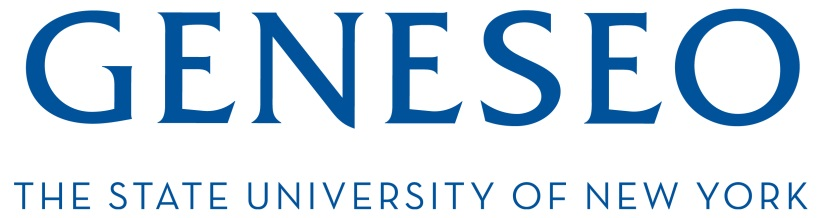 GENESEO
THE STATE UNIVERSITY OF NEW YORK